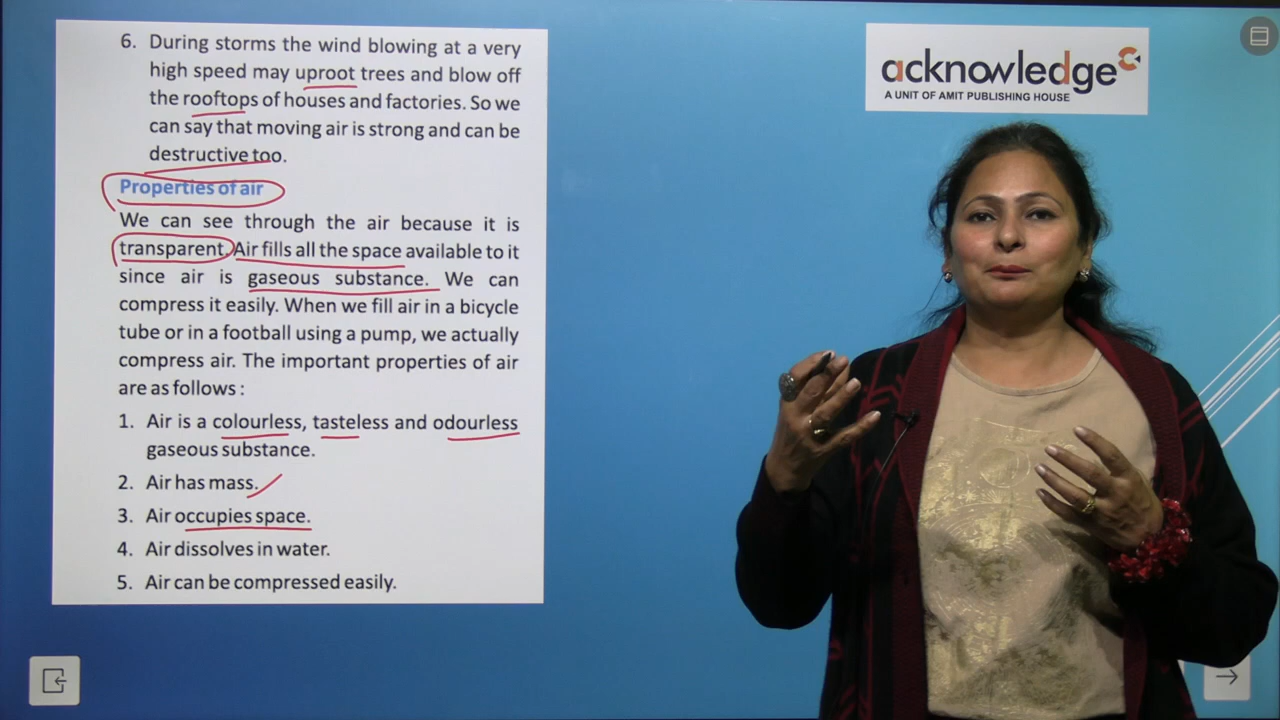 6. During storms the wind blowing at a very
high speed may uproot trees and blow off
the rooftops of houses and factories. So we
can say that moving air is strong and can be
destructive too.
Properties of air
We can see through the air because it is
transparent. Air fills all the space available to it
since air is gaseous substance. We can
compress it easily. When we fill air in a bicycle
tube or in a football using a pump, we actually
compress air. The important properties of air
are as follows :
1. Air is a colourless, tasteless and odourless
gaseous substance.
2. Air has mass.
3. Air occupies space.
4. Air dissolves in water.
5. Air can be compressed easily.
acknowledge
A UNIT OF AMIT PUBLISHING HOUSE